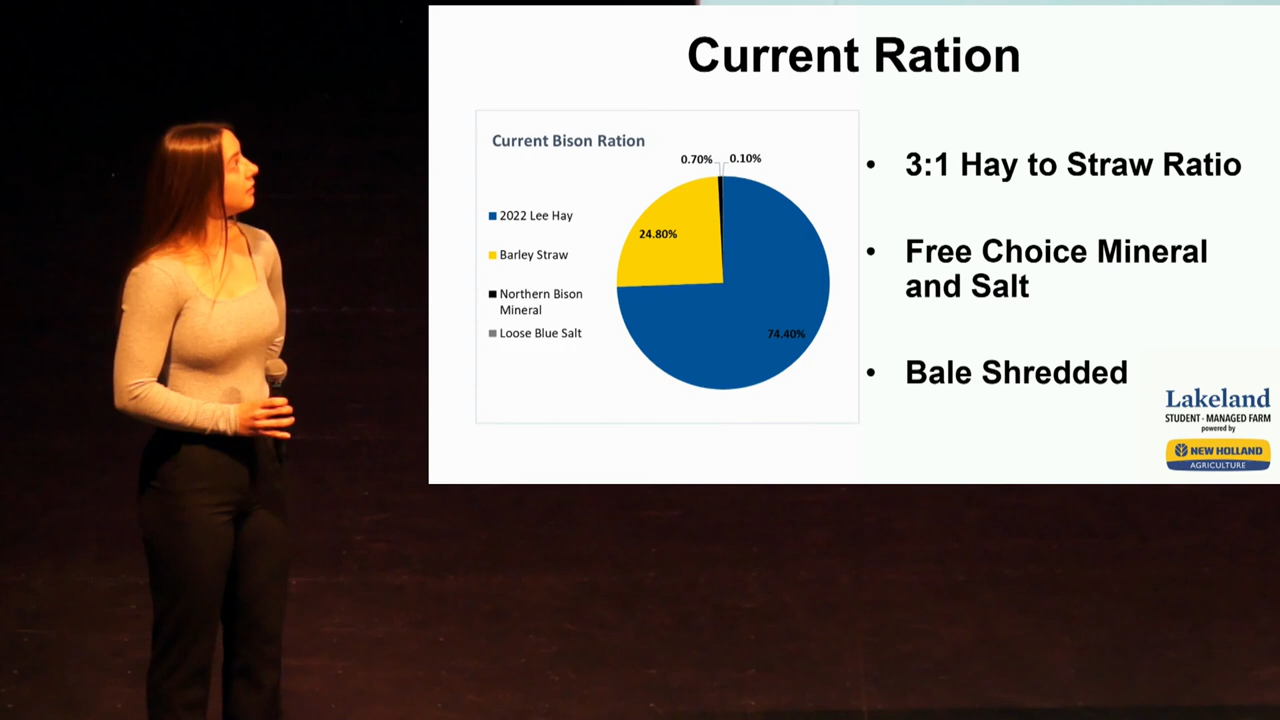 Current Ration
Current Bison Ration
0.70%
0.10%
24.80%
74.40%
2022 Lee Hay
Barley Straw
Northern Bison
Mineral
Loose Blue Salt
• 3:1 Hay to Straw Ratio
• Free Choice Mineral
and Salt
• Bale Shredded
Lakeland
STUDENT - MANAGED FARM
powered by
NEW HOLLAND
AGRICULTURE